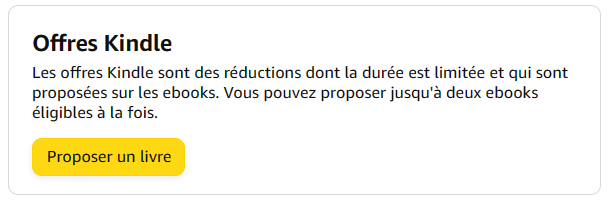 Offres Kindle
Les offres Kindle sont des réductions dont la durée est limitée et qui sont
proposées sur les ebooks. Vous pouvez proposer jusqu'à deux ebooks
éligibles à la fois.
Proposer un livre